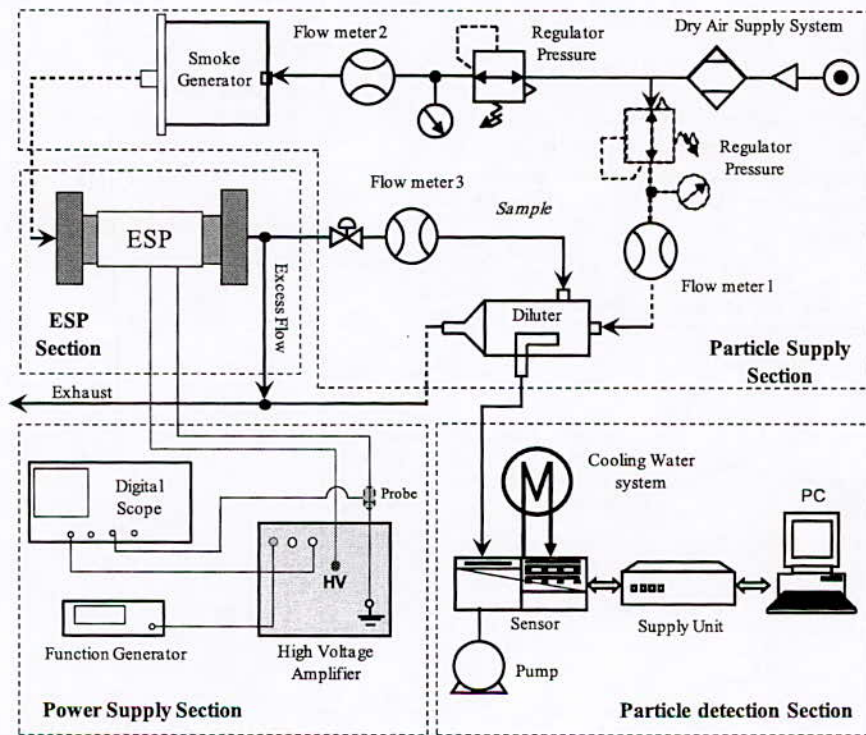 Smoke
Generator
Flow meter 2
Regulator
Pressure
Dry Air Supply System
Regulator
Pressure
Flow meter 3
Sample
Flow meter 1
ESP
ESP
Section
Excess Flow
Diluter
Particle Supply
Section
Exhaust
Digital
Scope
Probe
HV
Function Generator
High Voltage
Amplifier
Power Supply Section
Cooling Water
system
PC
Sensor
Supply Unit
Pump
Particle detection Section